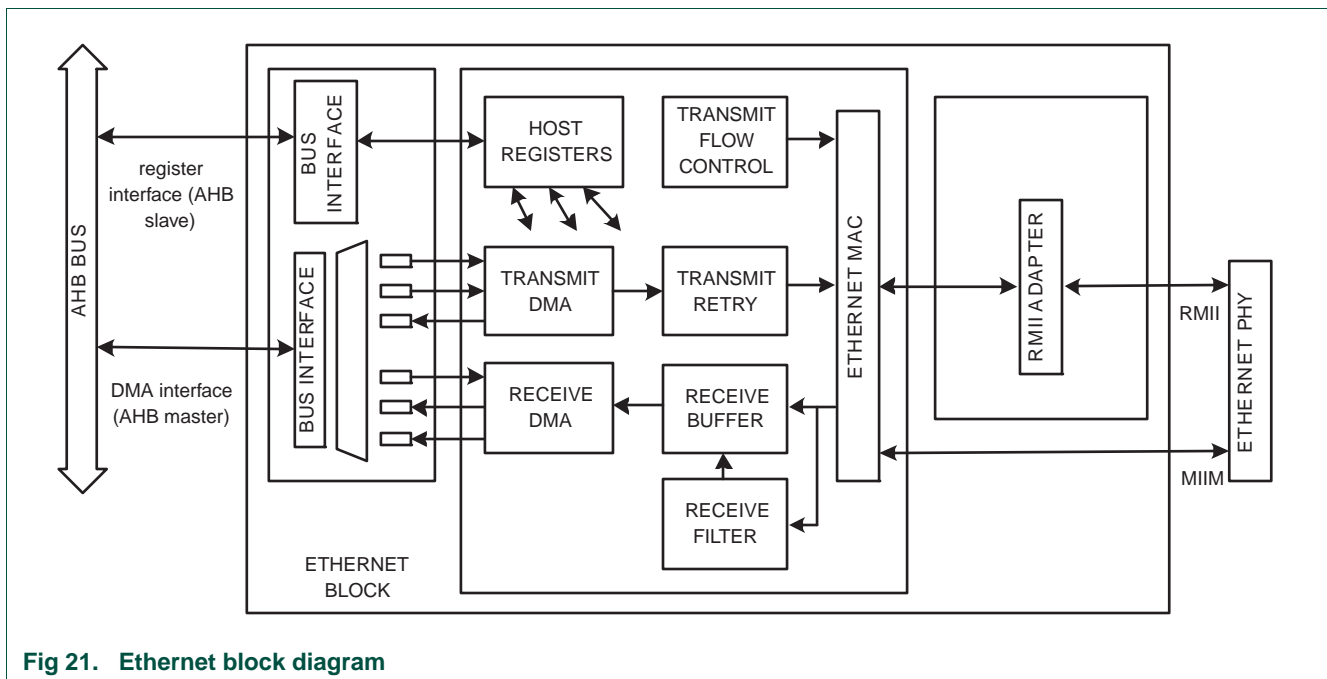 AHB BUS
register
interface (AHB
slave)
DMA interface
(AHB master)
BUS
INTERFACE
BUS INTERFACE
ETHERNET
BLOCK
HOST
REGISTERS
TRANSMIT
FLOW
CONTROL
TRANSMIT
DMA
TRANSMIT
RETRY
RECEIVE
DMA
RECEIVE
BUFFER
RECEIVE
FILTER
ETHERNET MAC
RMII ADAPTER
RMII
MIIM
ETHERNET PHY
Fig 21. Ethernet block diagram